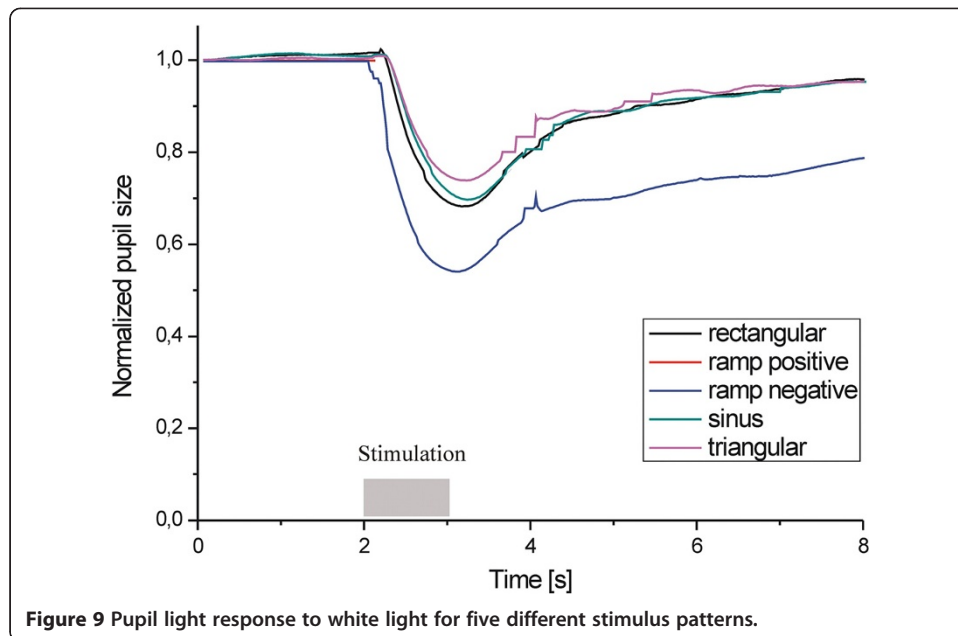 1,0
0,8
0,6
0,4
0,2
0,0
Normalized pupil size
rectangular
ramp positive
ramp negative
sinus
triangular
Stimulation
0 2 4 6 8
Time [s]
Figure 9 Pupil light response to white light for five different stimulus patterns.